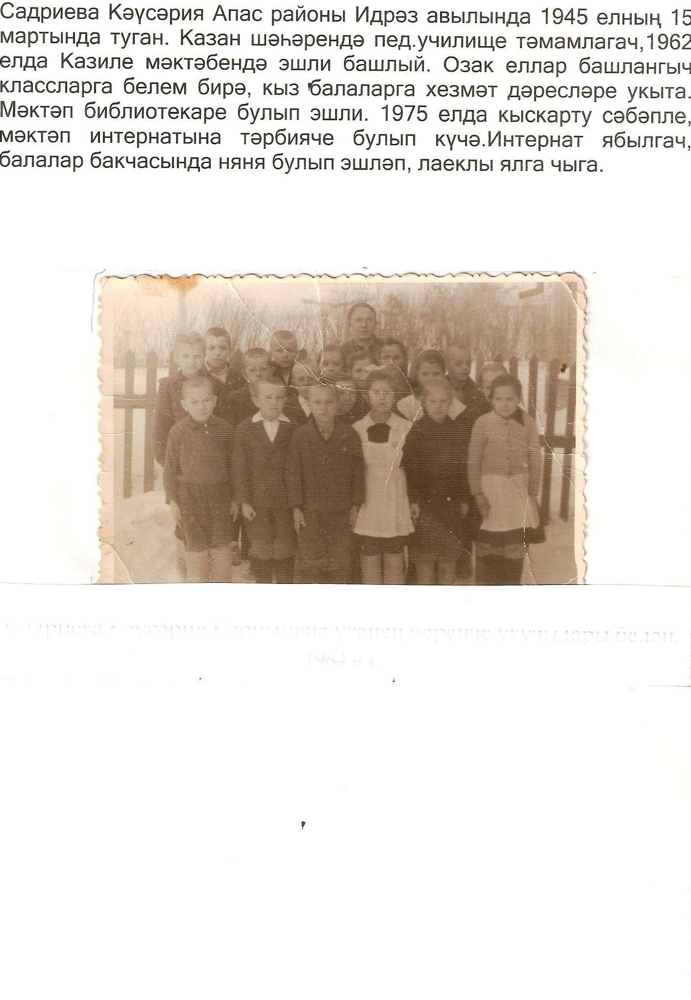 Садриева Кәүсәрия Апас районы Идрәз авылында 1945 елның 15
мартында туган. Казан шәһәрендә пед.училище тәмамлагач,1962
елда Казиле мәктәбендә эшли башлый. Озак еллар башлангыч
классларга белем бирә, кыз балаларга хезмәт дәресләре укыта.
Мәктәп библиотекаре булып эшли. 1975 елда кыскарту сәбәпле,
мәктәп интернатына тәрбияче булып күчә.Интернат ябылгач,
балалар бакчасында няня булып эшләп, лаеклы ялга чыга.
Садриева Кәүсәрия Кәримовна үзенең беренче укучылары белән.
1964 ел.